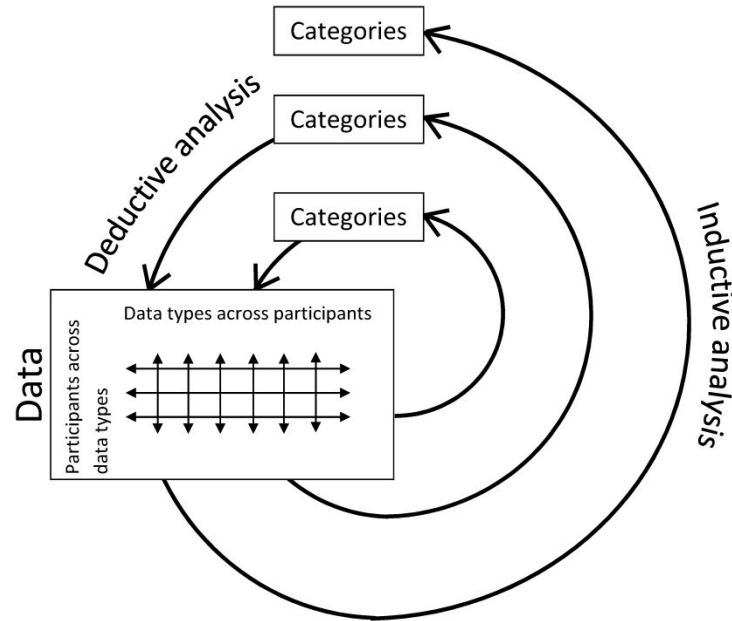 Categories
Deductive analysis
Categories
Categories
Inductive analysis
Data
Data types across participants
Participants across
data types